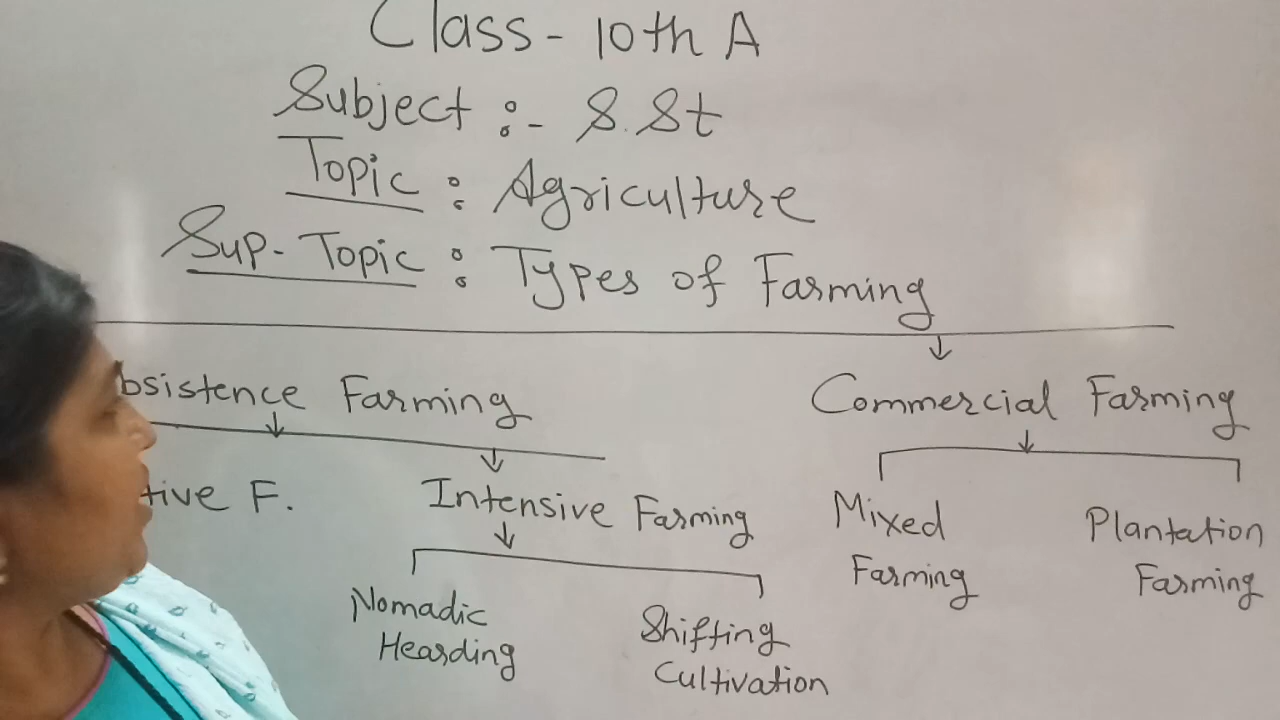 Class - 10th A
Subject :- S.St
Topic : Agriculture
Sup-Topic : Types of Farming
bsistence Farming
Commercial Farming
tive F.
Intensive Farming
Mixed Farming
Plantation Farming
Nomadic Hearding
Shifting Cultivation